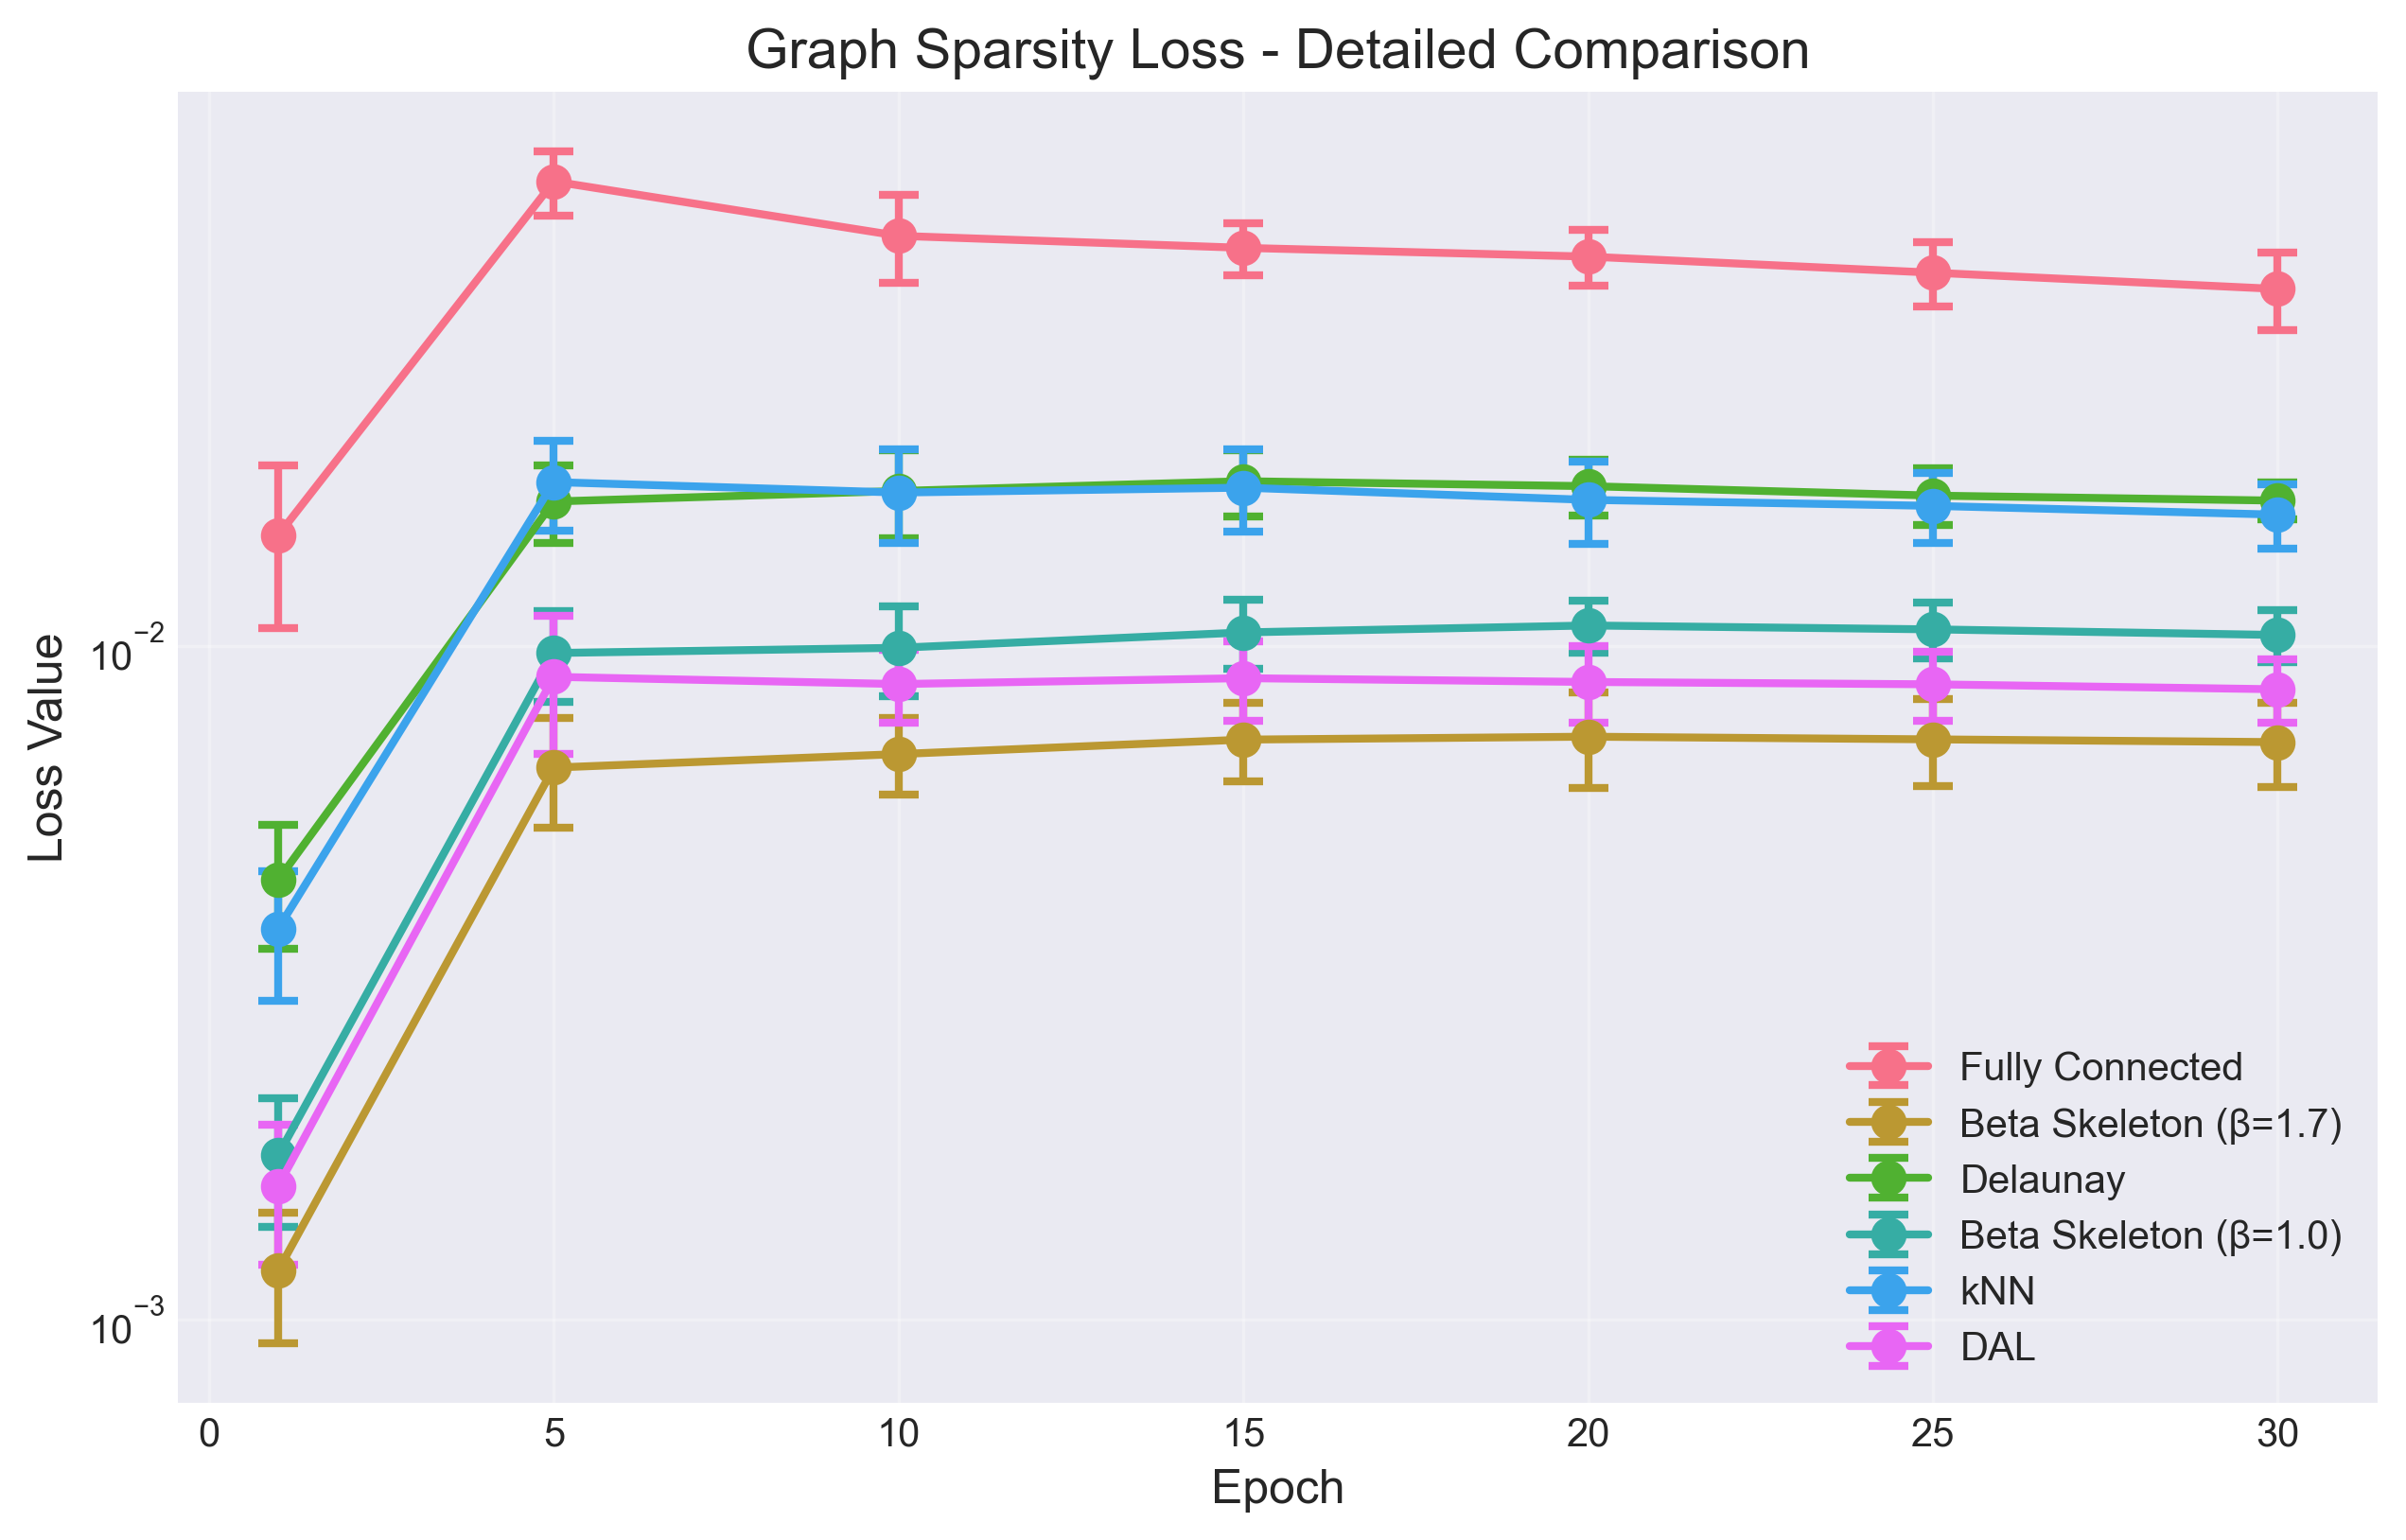 Graph Sparsity Loss - Detailed Comparison
Loss Value
10⁻²
10⁻³
Fully Connected
Beta Skeleton (β=1.7)
Delaunay
Beta Skeleton (β=1.0)
kNN
DAL
0 5 10 15 20 25 30
Epoch